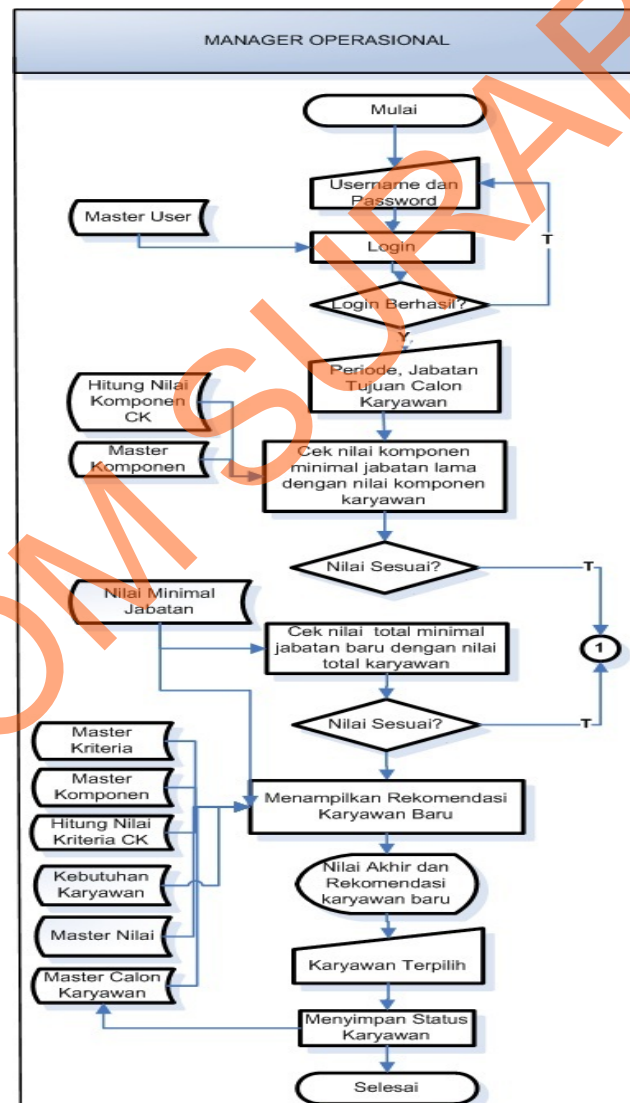 MANAGER OPERASIONAL
Mulai
Username dan
Password
Master User
Login
T
Login Berhasil?
Y
Periode, Jabatan
Tujuan Calon
Karyawan
Hitung Nilai
Komponen
CK
Master
Komponen
Cek nilai komponen
minimal jabatan lama
dengan nilai komponen
karyawan
Nilai Sesuai?
T
Nilai Minimal
Jabatan
Cek nilai total minimal
jabatan baru dengan nilai
total karyawan
1
Nilai Sesuai?
T
Master
Kriteria
Master
Komponen
Hitung Nilai
Kriteria CK
Kebutuhan
Karyawan
Master Nilai
Master Calon
Karyawan
Menampilkan Rekomendasi
Karyawan Baru
Nilai Akhir dan
Rekomendasi
karyawan baru
Karyawan Terpilih
Menyimpan Status
Karyawan
Selesai
OM SURA